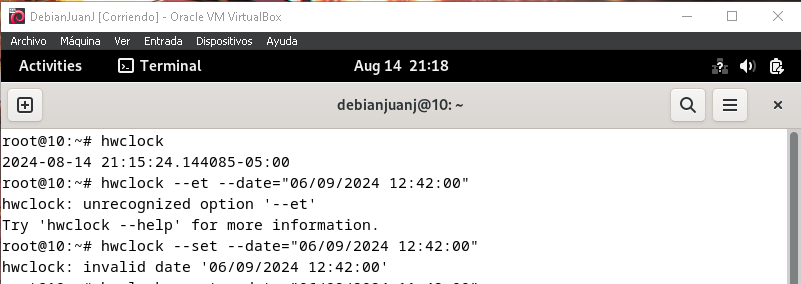 DebianJuanJ [Corriendo] - Oracle VM VirtualBox
Archivo Máquina Ver Entrada Dispositivos Ayuda
Activities Terminal Aug 14 21:18
debianjuanj@10: ~
root@10:~# hwclock
2024-08-14 21:15:24.144085-05:00
root@10:~# hwclock --et --date="06/09/2024 12:42:00"
hwclock: unrecognized option '--et'
Try 'hwclock --help' for more information.
root@10:~# hwclock --set --date="06/09/2024 12:42:00"
hwclock: invalid date '06/09/2024 12:42:00'